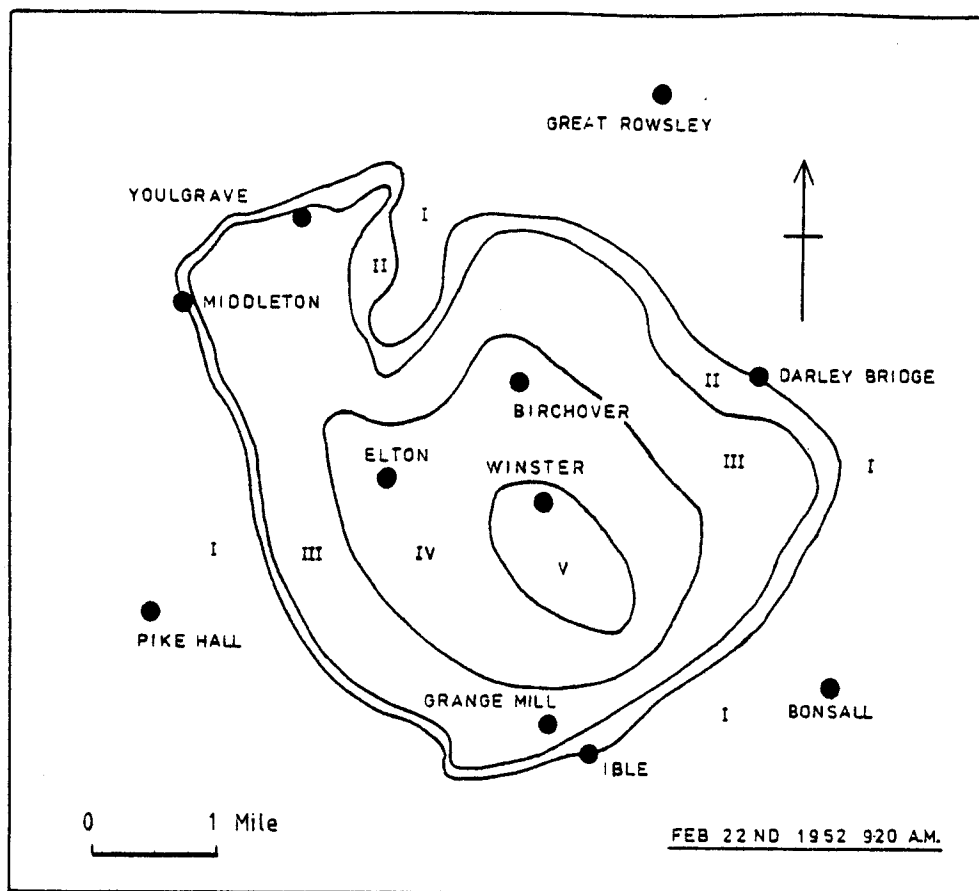 GREAT ROWSLEY
YOULGRAVE
I
II
MIDDLETON
DARLEY BRIDGE
II
BIRCHOVER
ELTON
WINSTER
III
I
I
III
IV
V
PIKE HALL
GRANGE MILL
I
BONSALL
IBLE
0 1 Mile
FEB 22ND 1952 9·20 A.M.